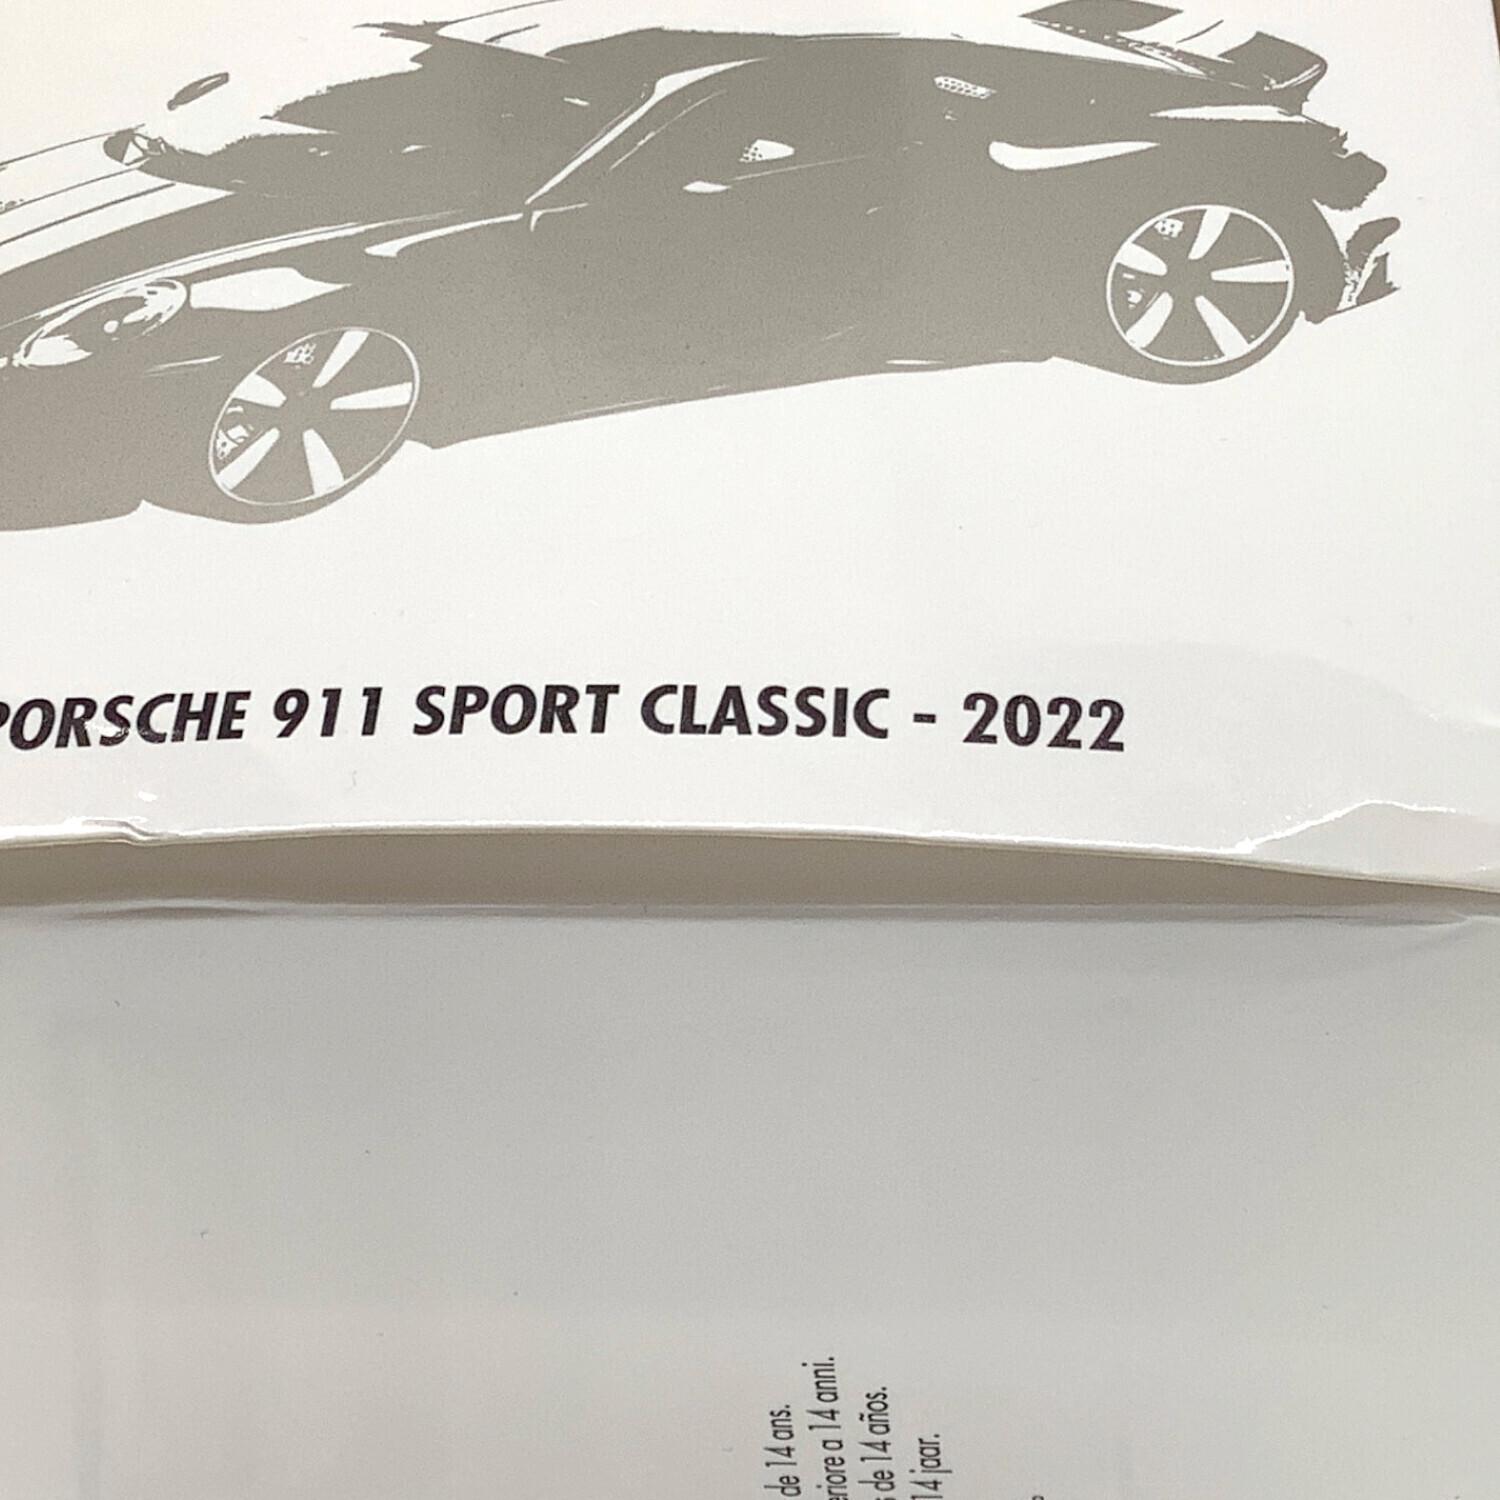 PORSCHE 911 SPORT CLASSIC - 2022
de 14 ans.
eriore a 14 anni.
s de 14 años.
14 jaar.